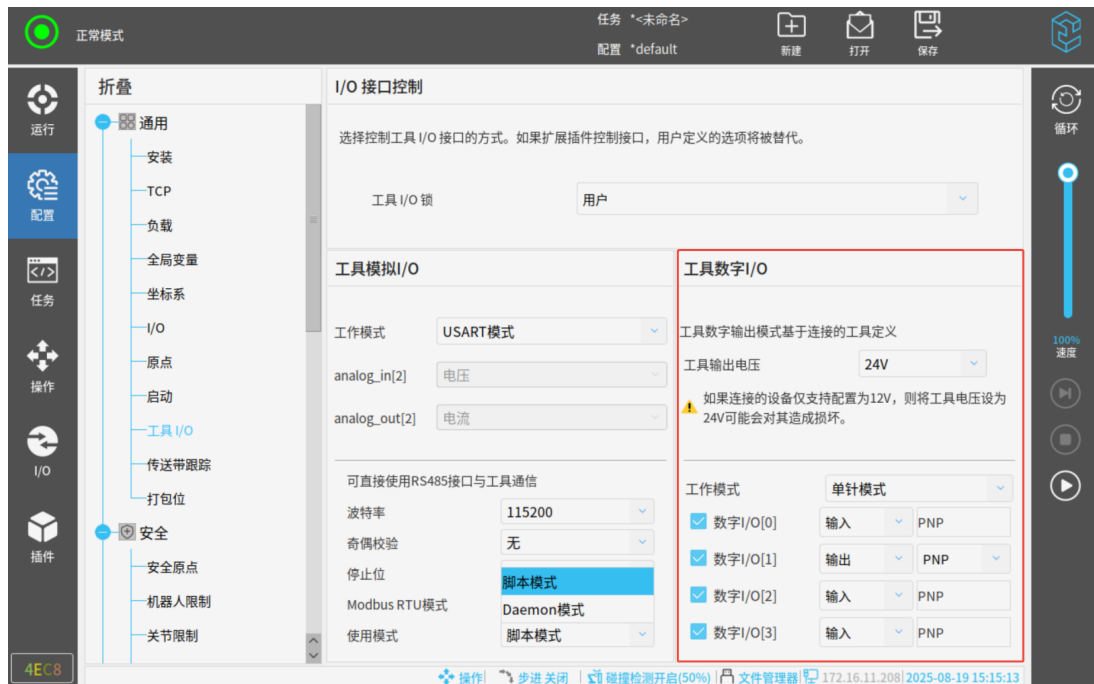 正常模式
任务 *<未命名>
配置 *default
新建
打开
保存
运行
配置
任务
操作
I/O
插件
4EC8
折叠
通用
安装
TCP
负载
全局变量
坐标系
I/O
原点
启动
工具 I/O
传送带跟踪
打包位
安全
安全原点
机器人限制
关节限制
I/O 接口控制
选择控制工具 I/O 接口的方式。如果扩展插件控制接口，用户定义的选项将被替代。
工具 I/O 锁 用户
工具模拟I/O
工作模式 USART模式
analog_in[2] 电压
analog_out[2] 电流
可直接使用RS485接口与工具通信
波特率 115200
奇偶校验 无
停止位
脚本模式
Modbus RTU模式
Daemon模式
使用模式 脚本模式
工具数字I/O
工具数字输出模式基于连接的工具定义
工具输出电压 24V
如果连接的设备仅支持配置为12V，则将工具电压设为
24V可能会对其造成损坏。
工作模式 单针模式
数字I/O[0] 输入 PNP
数字I/O[1] 输出 PNP
数字I/O[2] 输入 PNP
数字I/O[3] 输入 PNP
循环
100%
速度
操作 步进 关闭 碰撞检测开启(50%) 文件管理器 172.16.11.208 2025-08-19 15:15:13